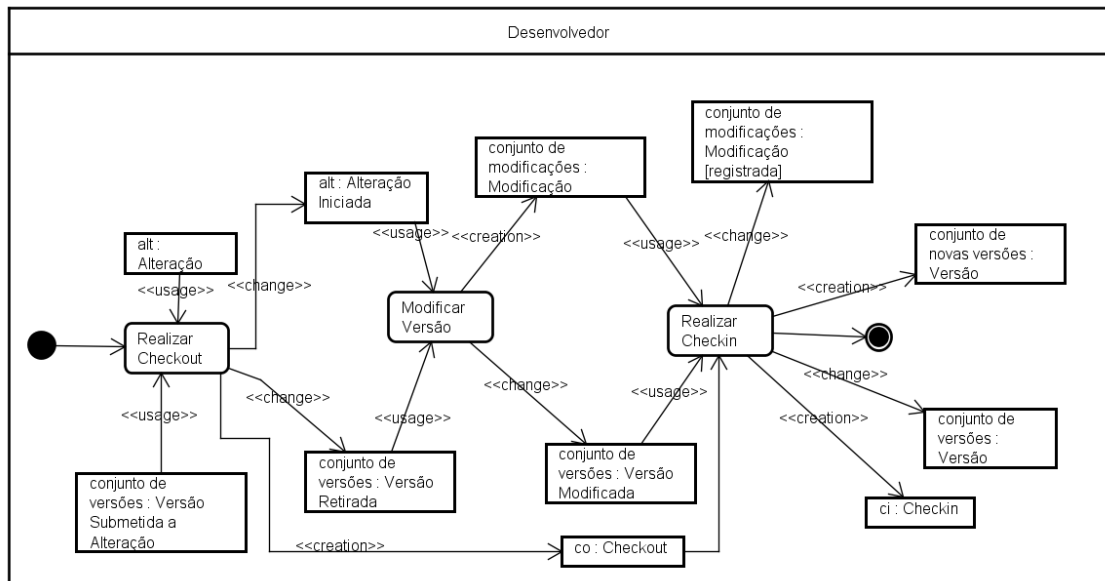 Desenvolvedor
conjunto de
modificações :
Modificação
[registrada]
conjunto de
modificações :
Modificação
alt : Alteração
Iniciada
<<usage>>
<<creation>>
<<usage>>
<<change>>
alt :
Alteração
<<usage>>
<<change>>
conjunto de
novas versões :
Versão
<<creation>>
Realizar
Checkout
Modificar
Versão
Realizar
Checkin
<<change>>
<<usage>>
<<change>>
<<usage>>
<<change>>
<<usage>>
<<creation>>
conjunto de
versões : Versão
Submetida a
Alteração
conjunto de
versões : Versão
Retirada
conjunto de
versões : Versão
Modificada
conjunto de
versões :
Versão
ci : Checkin
<<creation>>
co : Checkout